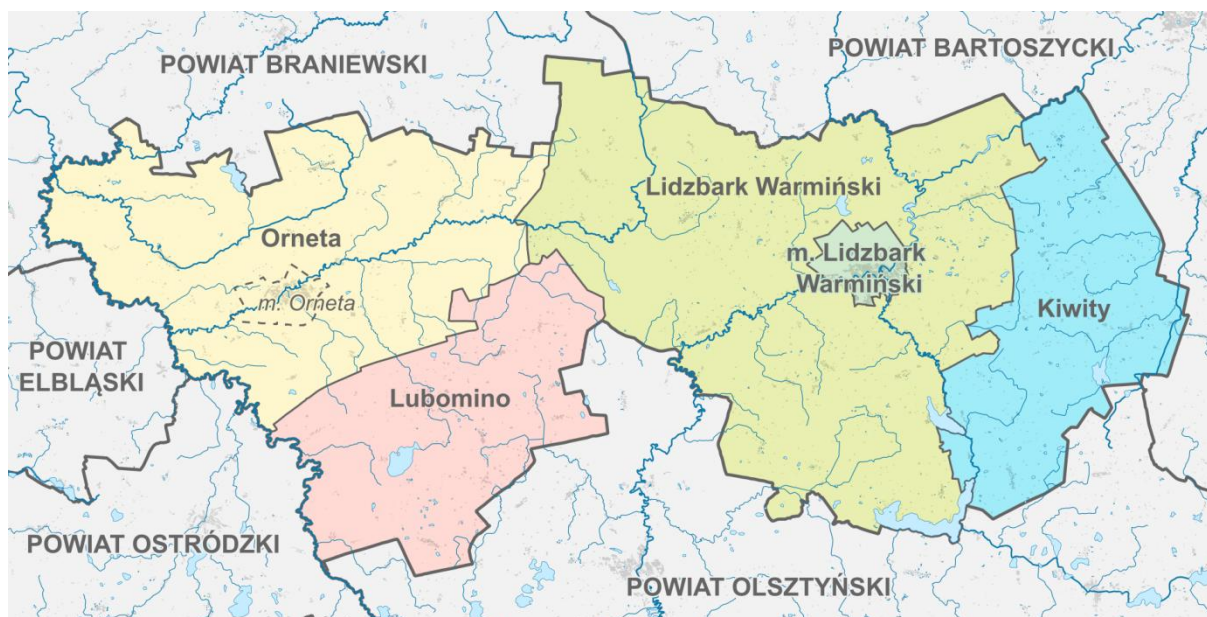 POWIAT BRANIEWSKI
POWIAT BARTOSZYCKI
Lidzbark Warmiński
Orneta
m. Lidzbark
Warmiński
m. Orneta
Kiwity
POWIAT
ELBLĄSKI
Lubomino
POWIAT OSTRÓDZKI
POWIAT OLSZTYŃSKI